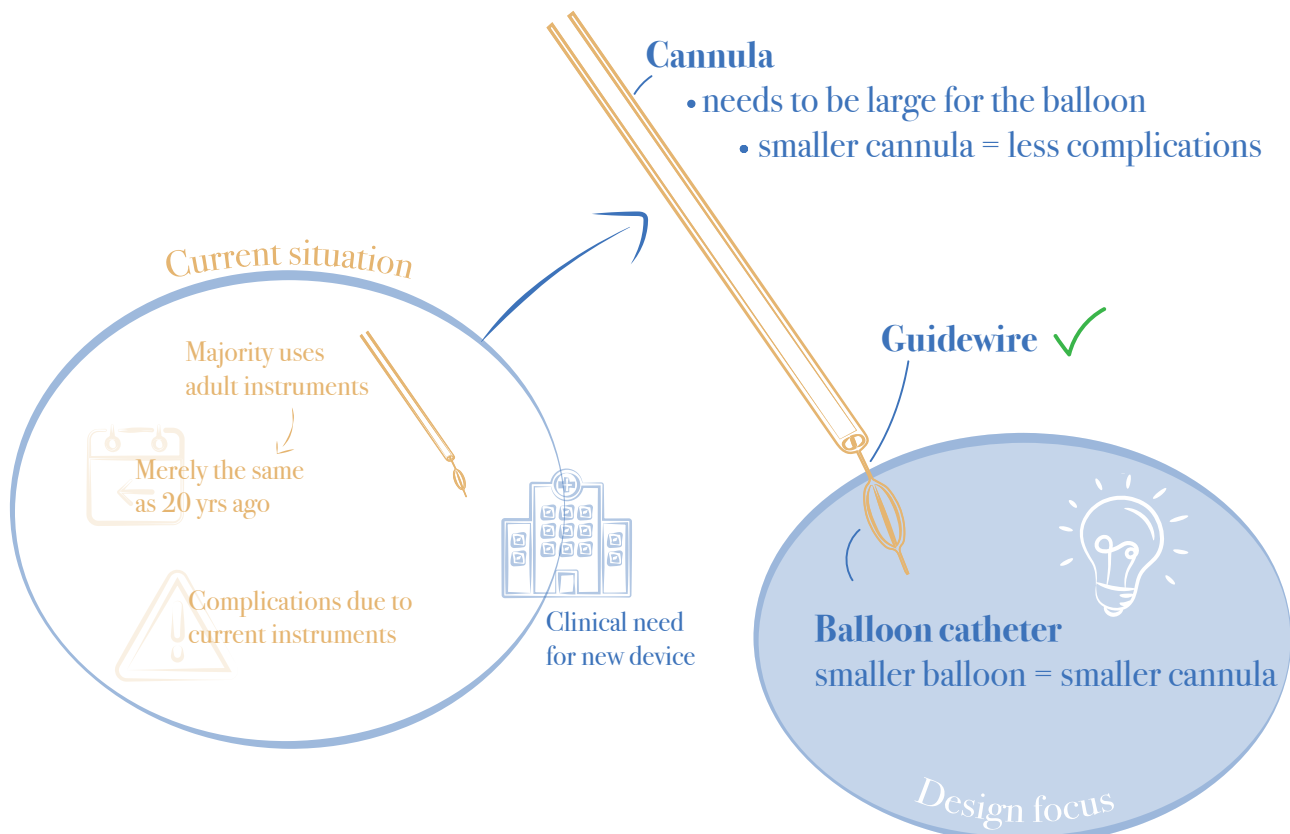 Cannula
• needs to be large for the balloon
• smaller cannula = less complications
Current situation
Majority uses
adult instruments
Merely the same
as 20 yrs ago
Complications due to
current instruments
Clinical need
for new device
Guidewire
Balloon catheter
smaller balloon = smaller cannula
Design focus